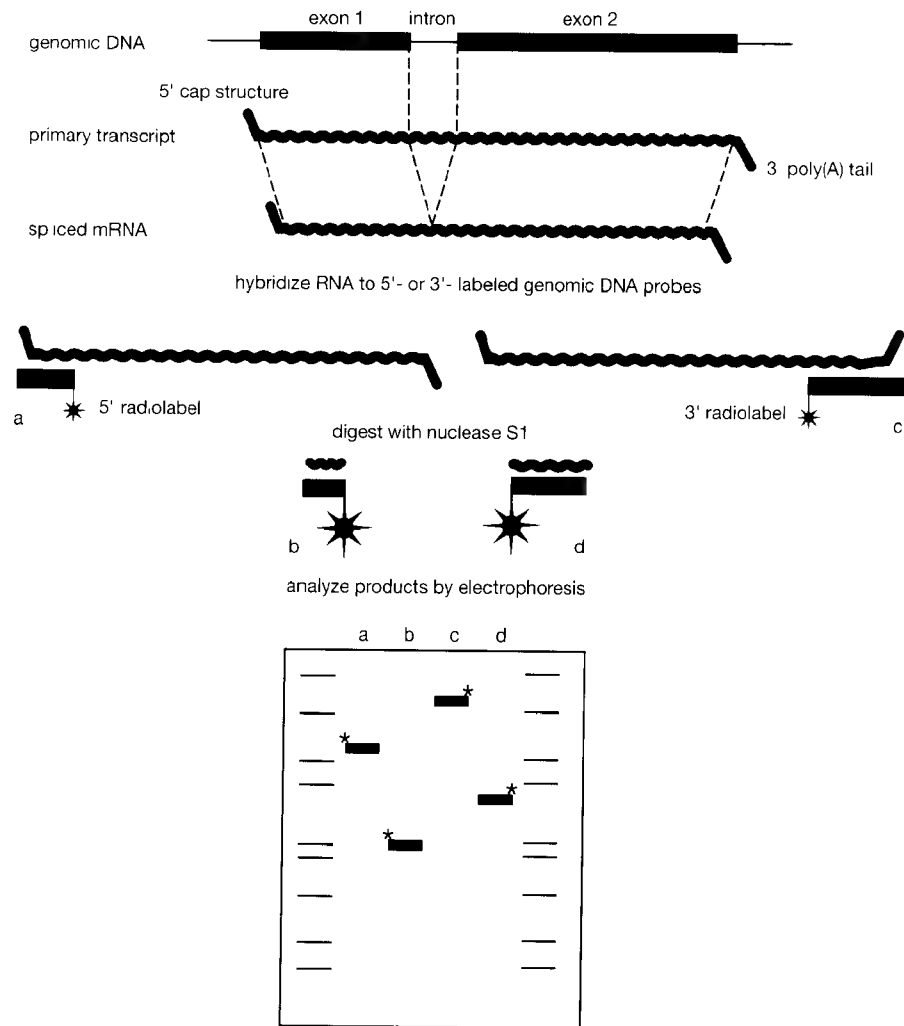 exon 1 intron exon 2
genomic DNA
5' cap structure
primary transcript
3 poly(A) tail
spliced mRNA
hybridize RNA to 5'- or 3'- labeled genomic DNA probes
a
5' radiolabel
3' radiolabel
c
digest with nuclease S1
b
d
analyze products by electrophoresis
a b c d
*
*
*
*